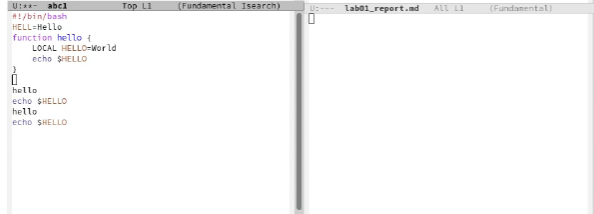 U:**- abc1 Top L1 (Fundamental Isearch)
#!/bin/bash
HELL=Hello
function hello {
LOCAL HELLO=World
echo $HELLO
}
hello
echo $HELLO
hello
echo $HELLO
U:--- lab01_report.md All L1 (Fundamental)